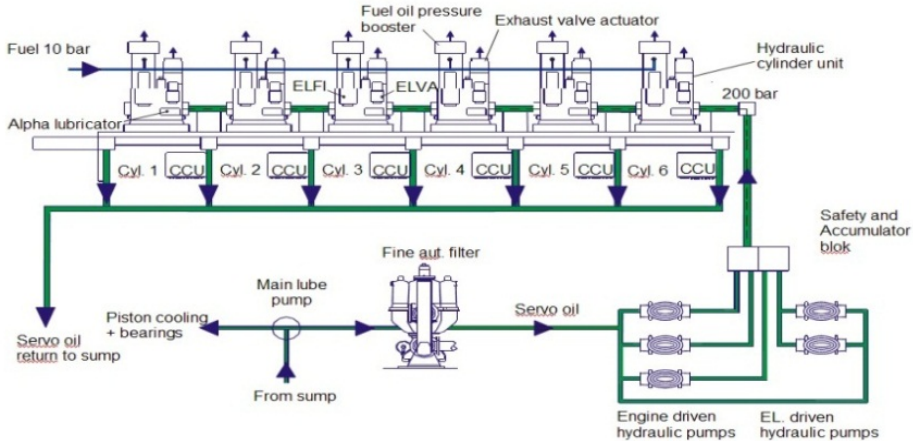 Fuel oil pressure
booster
Exhaust valve actuator
Fuel 10 bar
Hydraulic
cylinder unit
ELFI
ELVA
200 bar
Alpha lubricator
Cyl. 1 CCU Cyl. 2 CCU Cyl. 3 CCU Cyl. 4 CCU Cyl. 5 CCU Cyl. 6 CCU
Safety and
Accumulator
blok
Fine aut. filter
Main lube
pump
Piston cooling
+ bearings
Servo oil
Servo oil
return to sump
From sump
Engine driven
hydraulic pumps
EL. driven
hydraulic pumps